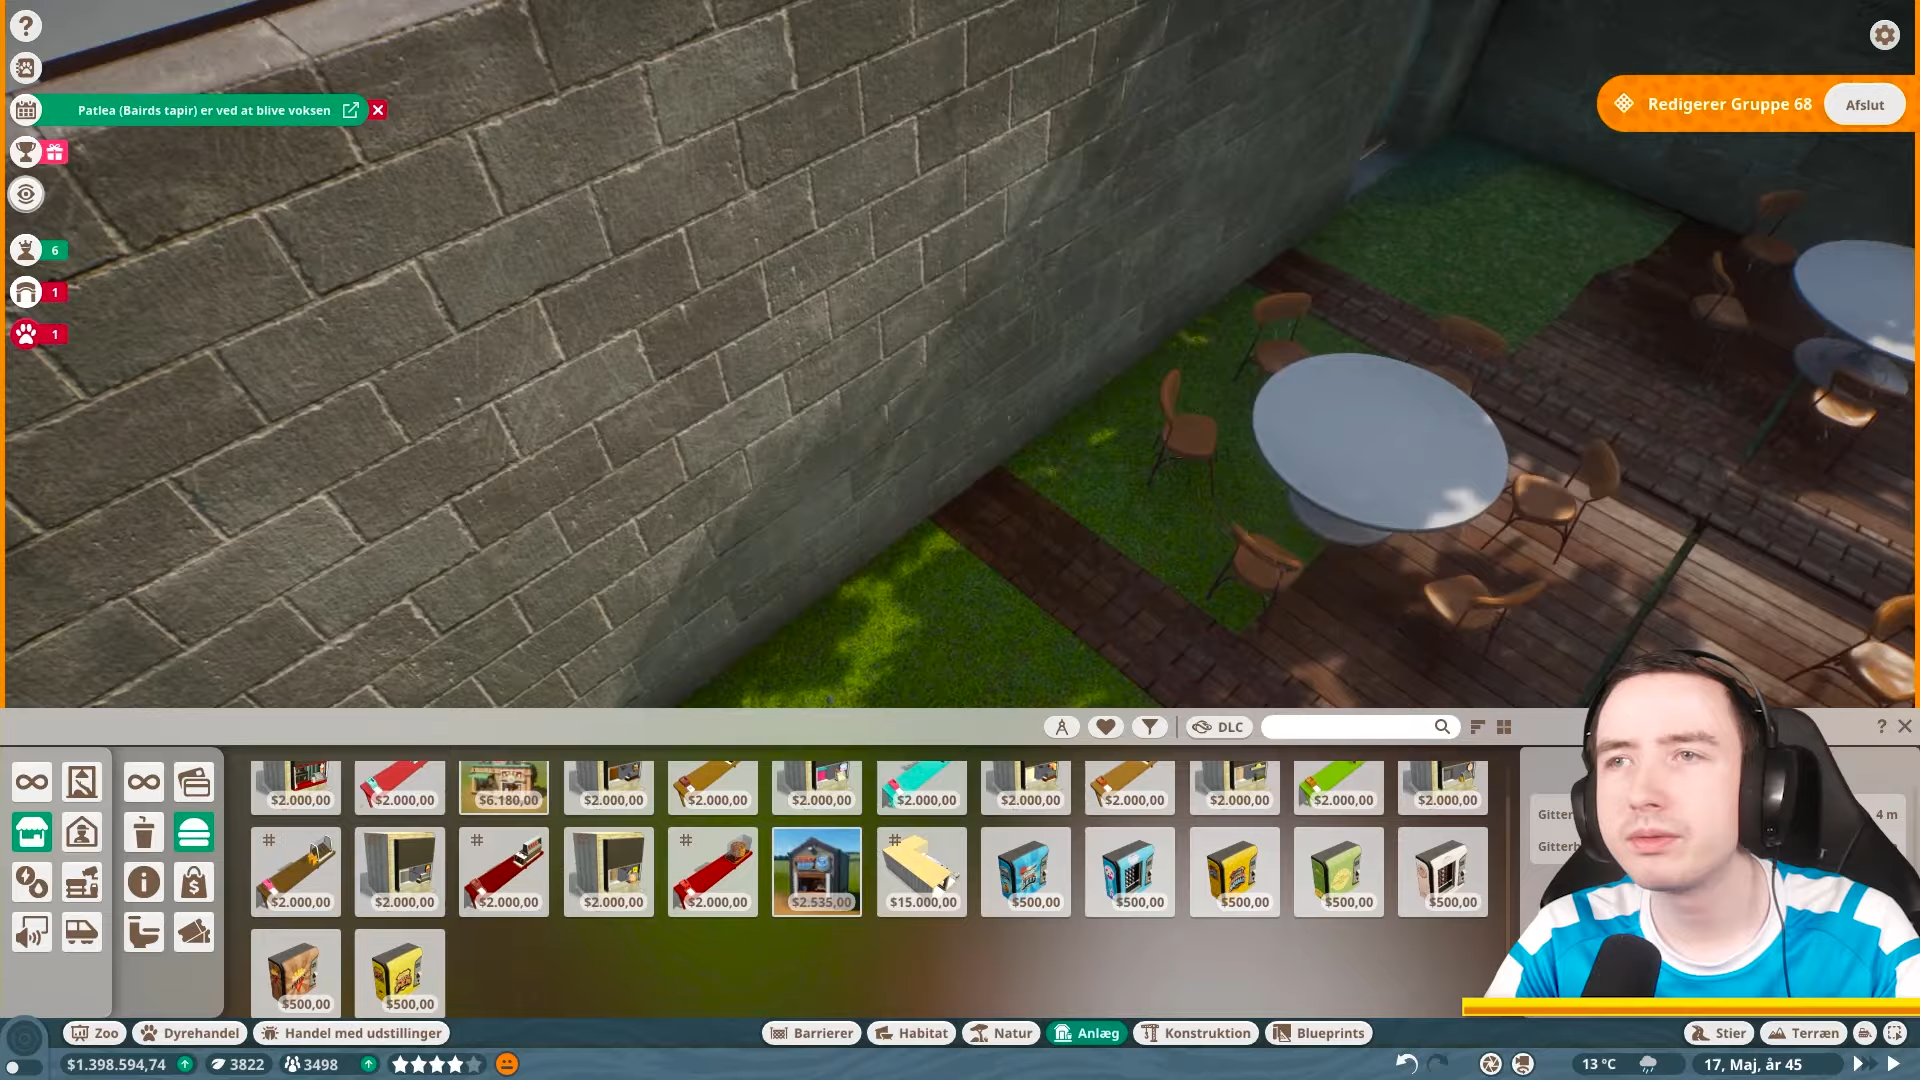 ?
Patlea (Bairds tapir) er ved at blive voksen
Redigerer Gruppe 68
Afslut
6
1
1
DLC
?
$2.000,00
$2.000,00
$6.180,00
$2.000,00
$2.000,00
$2.000,00
$2.000,00
$2.000,00
$2.000,00
$2.000,00
$2.000,00
$2.000,00
Gitter
4 m
Gitterb
$2.000,00
$2.000,00
$2.000,00
$2.000,00
$2.000,00
$2.535,00
$15.000,00
$500,00
$500,00
$500,00
$500,00
$500,00
$500,00
$500,00
Zoo
Dyrehandel
Handel med udstillinger
Barrierer
Habitat
Natur
Anlæg
Konstruktion
Blueprints
Stier
Terræn
$1.398.594,74
3822
3498
13 °C
17, Maj, år 45